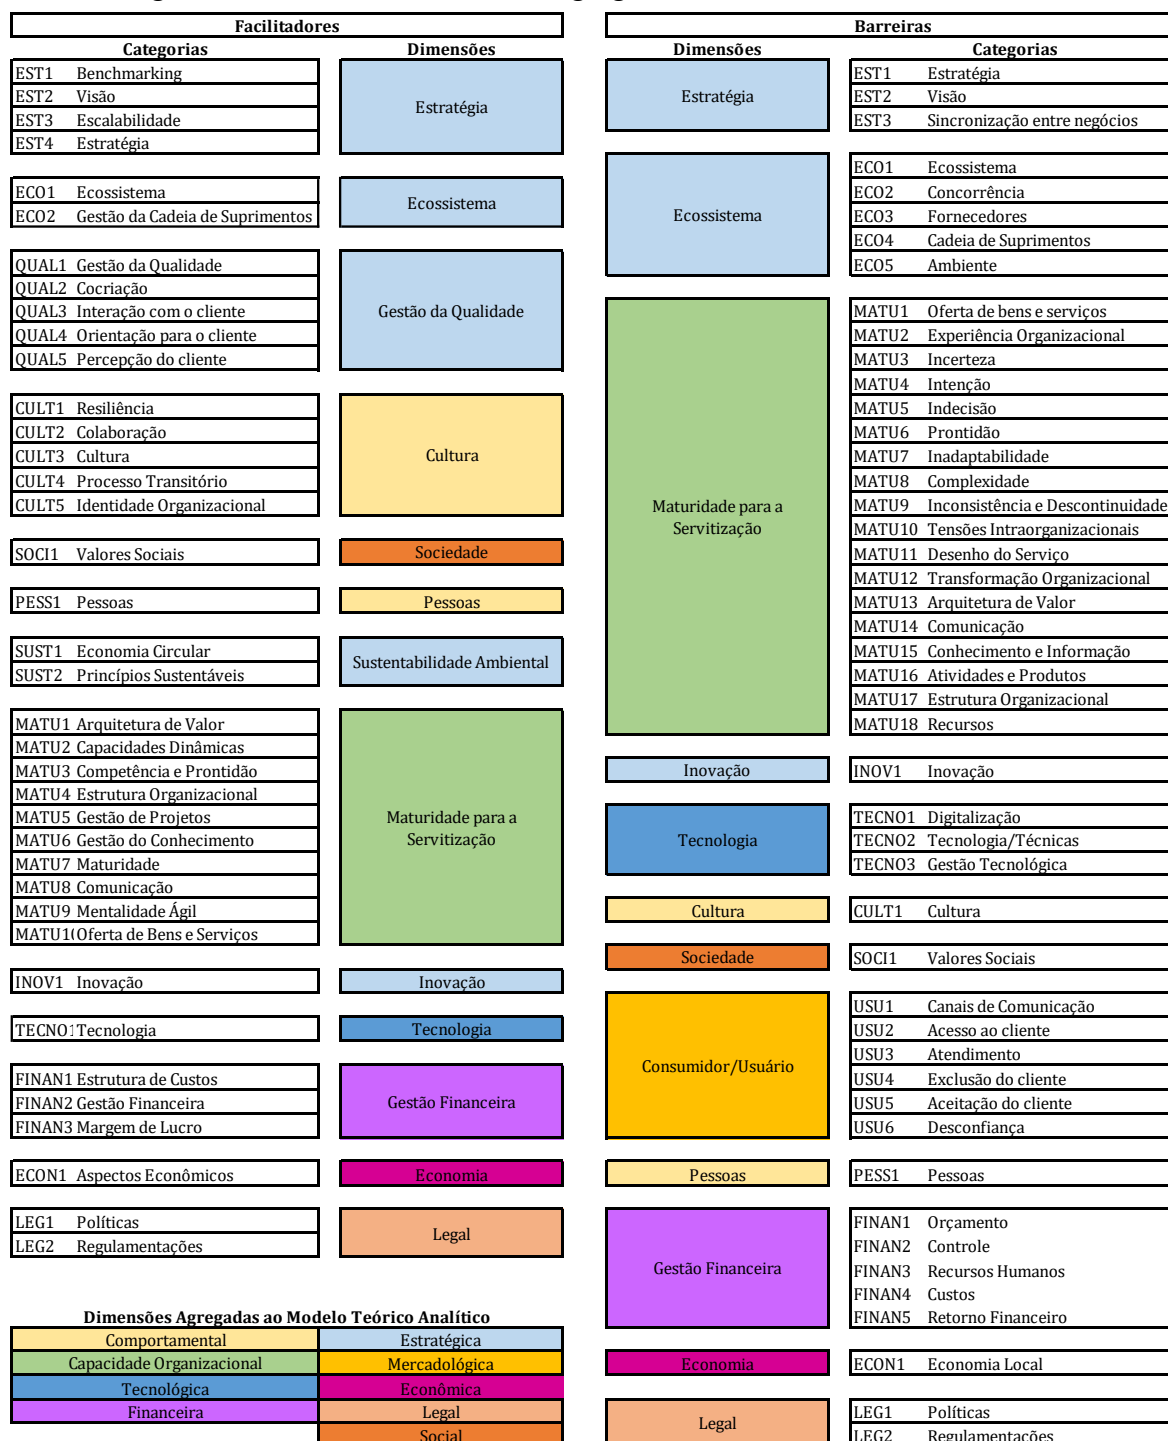 Facilitadores
Categorias Dimensões
EST1 Benchmarking
EST2 Visão
EST3 Escalabilidade
EST4 Estratégia
Estratégia
ECO1 Ecossistema
ECO2 Gestão da Cadeia de Suprimentos
Ecossistema
QUAL1 Gestão da Qualidade
QUAL2 Cocriação
QUAL3 Interação com o cliente
QUAL4 Orientação para o cliente
QUAL5 Percepção do cliente
Gestão da Qualidade
CULT1 Resiliência
CULT2 Colaboração
CULT3 Cultura
CULT4 Processo Transitório
CULT5 Identidade Organizacional
Cultura
SOCI1 Valores Sociais
Sociedade
PESS1 Pessoas
Pessoas
SUST1 Economia Circular
SUST2 Princípios Sustentáveis
Sustentabilidade Ambiental
MATU1 Arquitetura de Valor
MATU2 Capacidades Dinâmicas
MATU3 Competência e Prontidão
MATU4 Estrutura Organizacional
MATU5 Gestão de Projetos
MATU6 Gestão do Conhecimento
MATU7 Maturidade
MATU8 Comunicação
MATU9 Mentalidade Ágil
MATU1( Oferta de Bens e Serviços
Maturidade para a
Servitização
INOV1 Inovação
Inovação
TECNO1 Tecnologia
Tecnologia
FINAN1 Estrutura de Custos
FINAN2 Gestão Financeira
FINAN3 Margem de Lucro
Gestão Financeira
ECON1 Aspectos Econômicos
Economia
LEG1 Políticas
LEG2 Regulamentações
Legal
Dimensões Agregadas ao Modelo Teórico Analítico
Comportamental Estratégica
Capacidade Organizacional Mercadológica
Tecnológica Econômica
Financeira Legal
Social
Barreiras
Dimensões Categorias
Estratégia
EST1 Estratégia
EST2 Visão
EST3 Sincronização entre negócios
Ecossistema
ECO1 Ecossistema
ECO2 Concorrência
ECO3 Fornecedores
ECO4 Cadeia de Suprimentos
ECO5 Ambiente
Maturidade para a
Servitização
MATU1 Oferta de bens e serviços
MATU2 Experiência Organizacional
MATU3 Incerteza
MATU4 Intenção
MATU5 Indecisão
MATU6 Prontidão
MATU7 Inadaptabilidade
MATU8 Complexidade
MATU9 Inconsistência e Descontinuidade
MATU10 Tensões Intraorganizacionais
MATU11 Desenho do Serviço
MATU12 Transformação Organizacional
MATU13 Arquitetura de Valor
MATU14 Comunicação
MATU15 Conhecimento e Informação
MATU16 Atividades e Produtos
MATU17 Estrutura Organizacional
MATU18 Recursos
Inovação
INOV1 Inovação
Tecnologia
TECNO1 Digitalização
TECNO2 Tecnologia/Técnicas
TECNO3 Gestão Tecnológica
Cultura
CULT1 Cultura
Sociedade
SOCI1 Valores Sociais
Consumidor/Usuário
USU1 Canais de Comunicação
USU2 Acesso ao cliente
USU3 Atendimento
USU4 Exclusão do cliente
USU5 Aceitação do cliente
USU6 Desconfiança
Pessoas
PESS1 Pessoas
Gestão Financeira
FINAN1 Orçamento
FINAN2 Controle
FINAN3 Recursos Humanos
FINAN4 Custos
FINAN5 Retorno Financeiro
Economia
ECON1 Economia Local
Legal
LEG1 Políticas
LEG2 Regulamentações